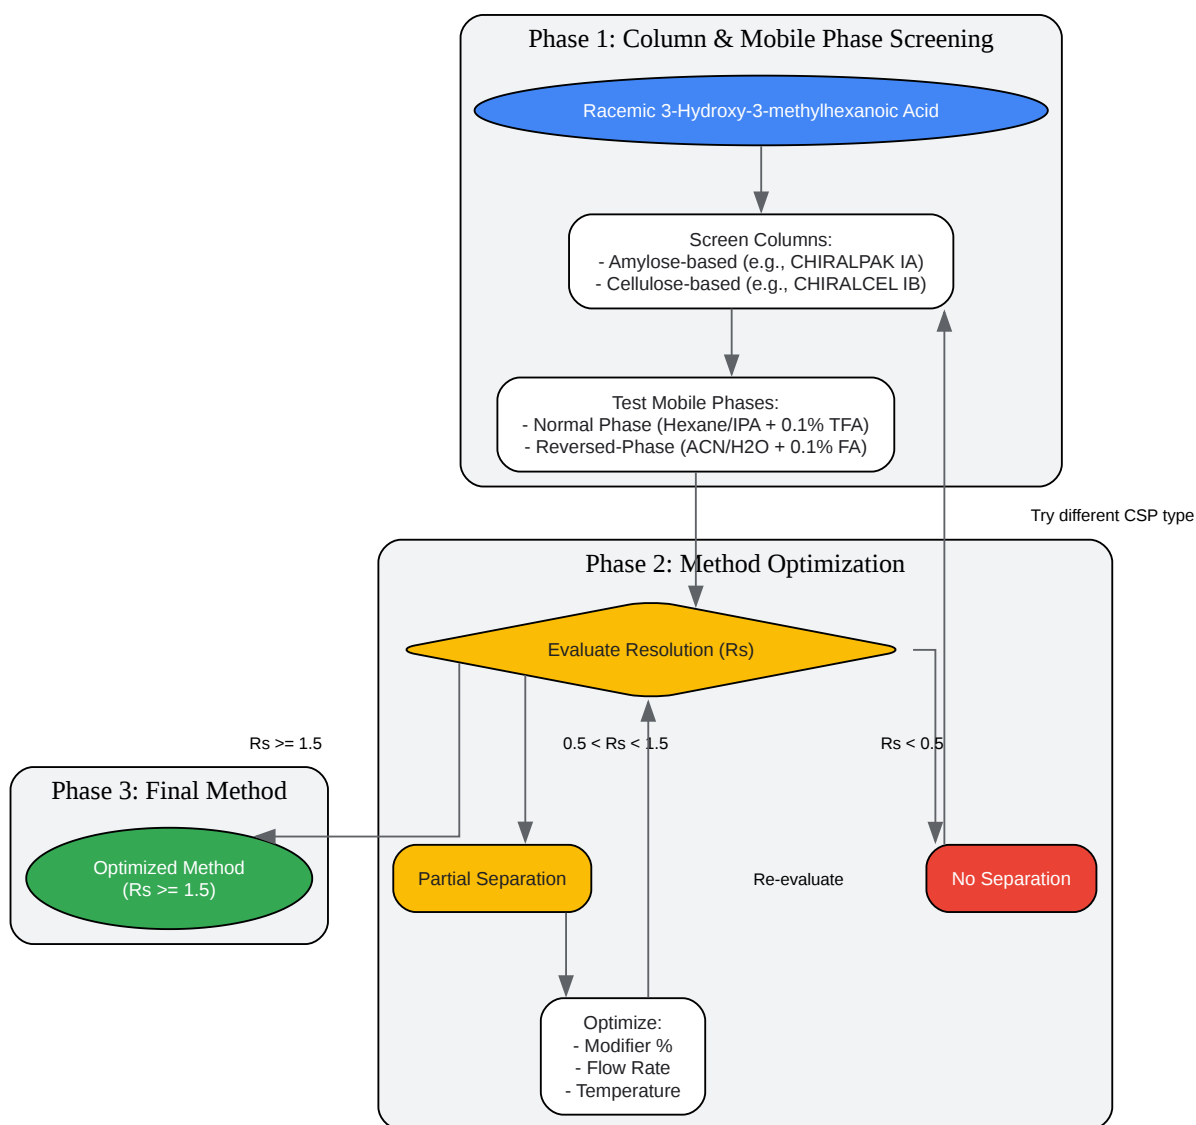 Phase 1: Column & Mobile Phase Screening
Racemic 3-Hydroxy-3-methylhexanoic Acid
Screen Columns:
- Amylose-based (e.g., CHIRALPAK IA)
- Cellulose-based (e.g., CHIRALCEL IB)
Test Mobile Phases:
- Normal Phase (Hexane/IPA + 0.1% TFA)
- Reversed-Phase (ACN/H2O + 0.1% FA)
Try different CSP type
Phase 2: Method Optimization
Evaluate Resolution (Rs)
Rs >= 1.5
0.5 < Rs < 1.5
Rs < 0.5
Phase 3: Final Method
Optimized Method
(Rs >= 1.5)
Partial Separation
Re-evaluate
No Separation
Optimize:
- Modifier %
- Flow Rate
- Temperature